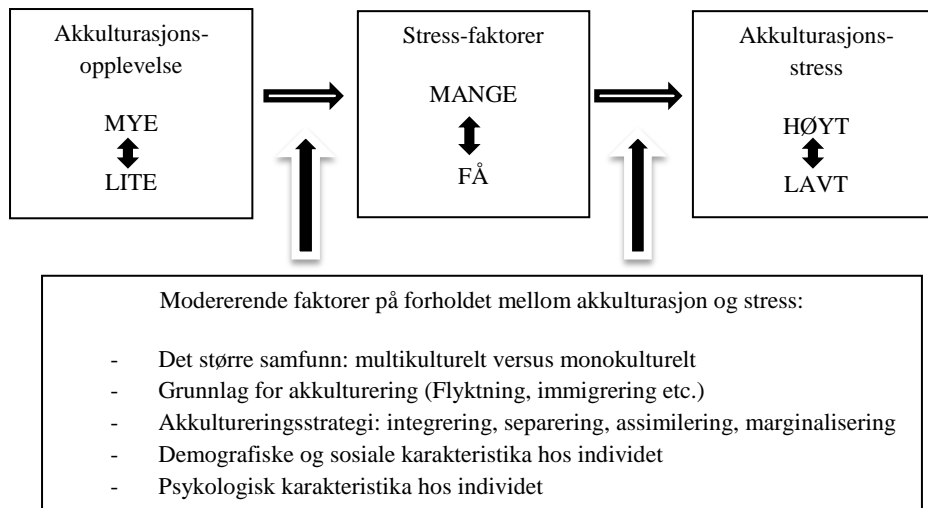 Akkulturasjons-
opplevelse
MYE
LITE
Stress-faktorer
MANGE
FÅ
Akkulturasjons-
stress
HØYT
LAVT
Modererende faktorer på forholdet mellom akkulturasjon og stress:
- Det større samfunn: multikulturelt versus monokulturelt
- Grunnlag for akkulturering (Flyktning, immigrering etc.)
- Akkultureringsstrategi: integrering, separering, assimilering, marginalisering
- Demografiske og sosiale karakteristika hos individet
- Psykologisk karakteristika hos individet